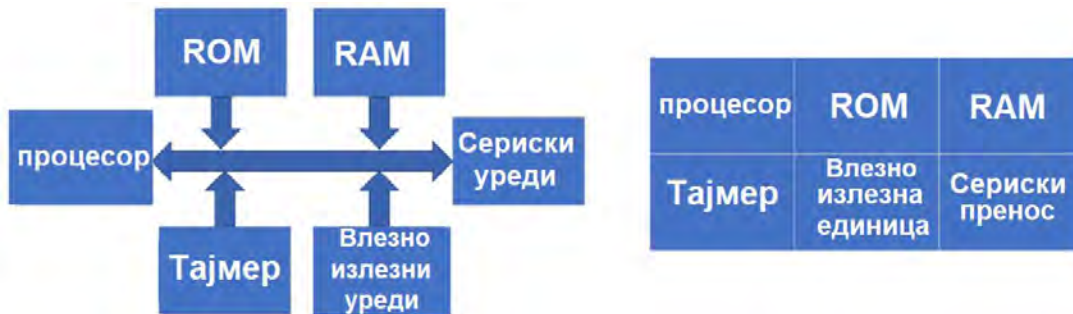 ROM
RAM
процесор
Сериски
уреди
Тајмер
Влезно
излезни
уреди
процесор
ROM
RAM
Тајмер
Влезно
излезна
единица
Сериски
пренос